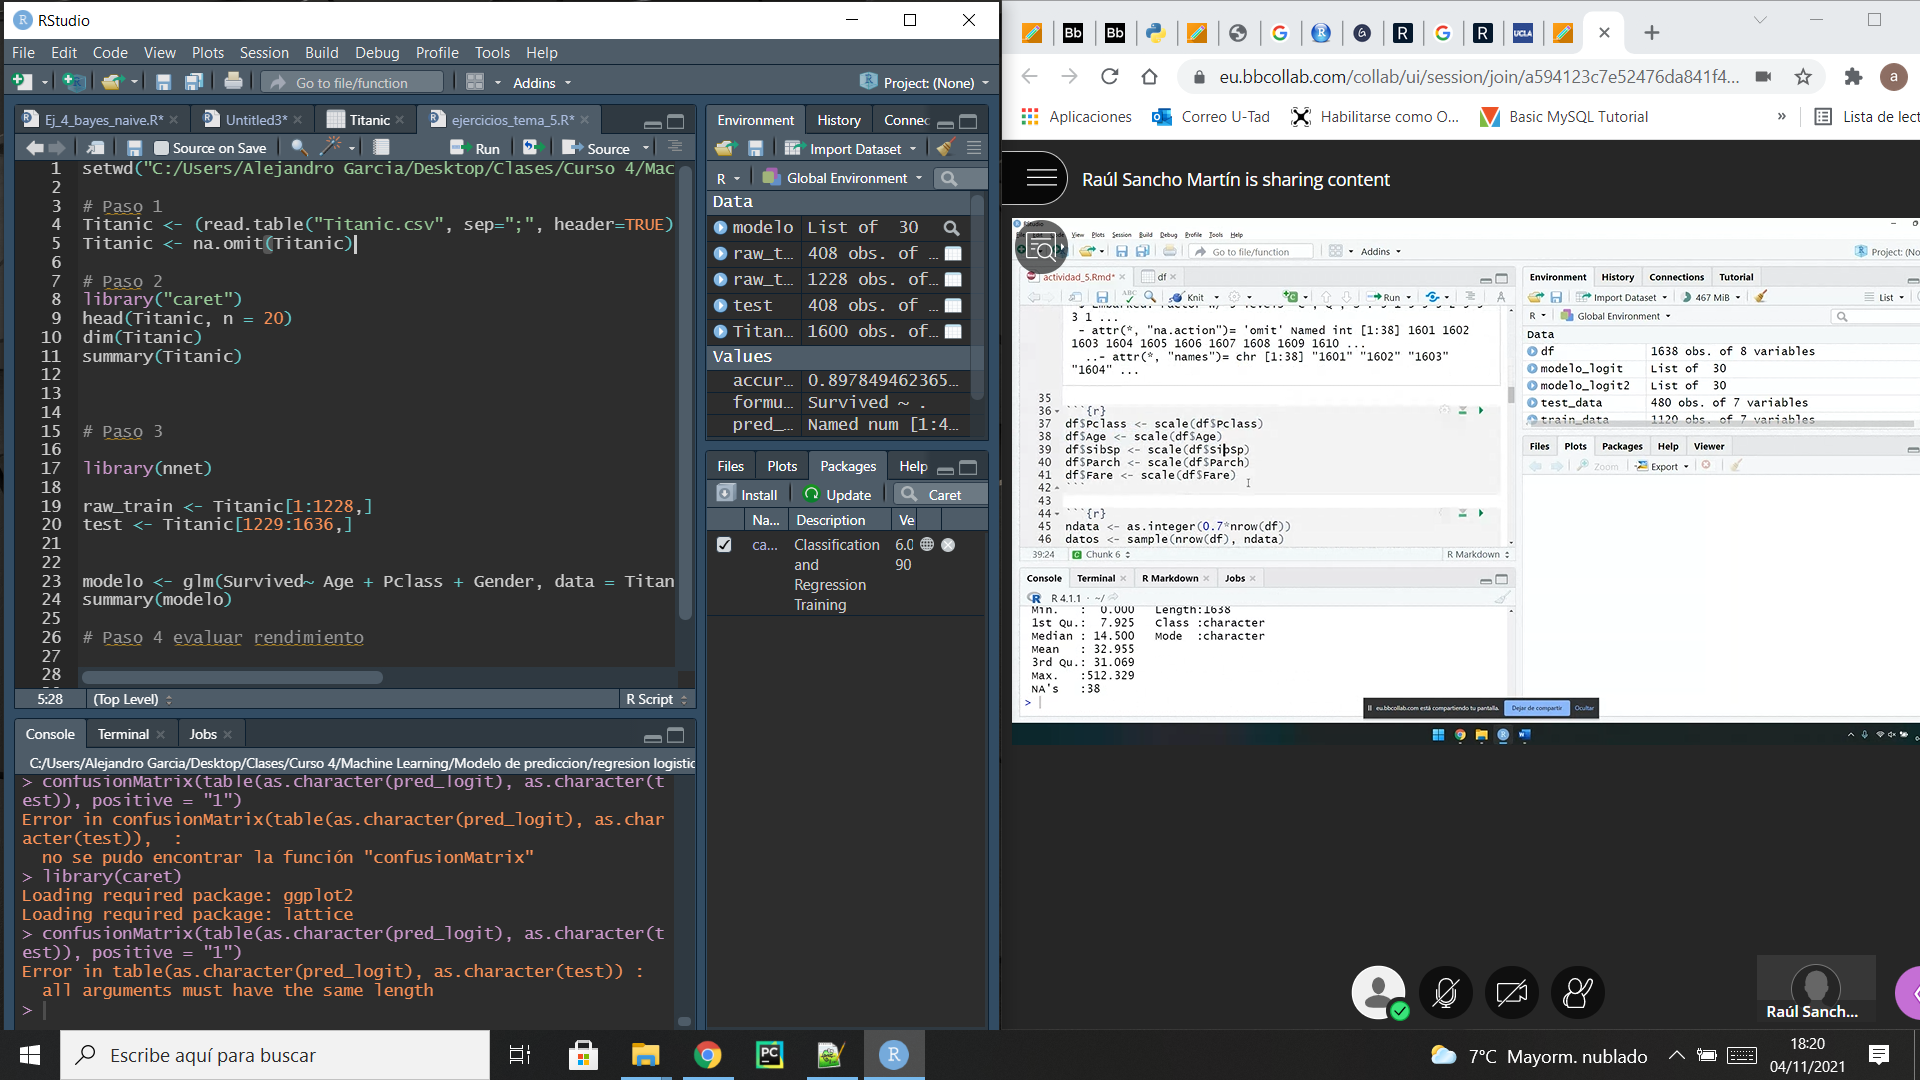 RStudio
File Edit Code View Plots Session Build Debug Profile Tools Help
Go to file/function
Addins
Project: (None)
Ej_4_bayes_naive.R*
Untitled3*
Titanic
ejercicios_tema_5.R*
Source on Save
Run
Source
1 setwd("C:/Users/Alejandro Garcia/Desktop/Clases/Curso 4/Mac
2
3 # Paso 1
4 Titanic <- (read.table("Titanic.csv", sep=";", header=TRUE)
5 Titanic <- na.omit(Titanic)
6
7 # Paso 2
8 library("caret")
9 head(Titanic, n = 20)
10 dim(Titanic)
11 summary(Titanic)
12
13
14
15 # Paso 3
16
17 library(nnet)
18
19 raw_train <- Titanic[1:1228,]
20 test <- Titanic[1229:1636,]
21
22
23 modelo <- glm(Survived~ Age + Pclass + Gender, data = Titan
24 summary(modelo)
25
26 # Paso 4 evaluar rendimiento
27
28
5:28 (Top Level) R Script
Console Terminal Jobs
C:/Users/Alejandro Garcia/Desktop/Clases/Curso 4/Machine Learning/Modelo de prediccion/regresion logistic
> confusionMatrix(table(as.character(pred_logit), as.character(t
est)), positive = "1")
Error in confusionMatrix(table(as.character(pred_logit), as.char
acter(test)),  :
no se pudo encontrar la función "confusionMatrix"
> library(caret)
Loading required package: ggplot2
Loading required package: lattice
> confusionMatrix(table(as.character(pred_logit), as.character(t
est)), positive = "1")
Error in table(as.character(pred_logit), as.character(test)) :
all arguments must have the same length
>
Environment History Connec
Import Dataset
R Global Environment
Data
modelo List of 30
raw_t... 408 obs. of ...
raw_t... 1228 obs. of...
test 408 obs. of ...
Titan... 1600 obs. of...
Values
accur... 0.897849462365...
formu... Survived ~ .
pred_... Named num [1:4...
Files Plots Packages Help
Install Update Caret
Na... Description Ve
ca... Classification and Regression Training 6.0 90
eu.bbcollab.com/collab/ui/session/join/a594123c7e52476da841f4...
Aplicaciones
Correo U-Tad
Habilitarse como O...
Basic MySQL Tutorial
»
Lista de lect
Raúl Sancho Martín is sharing content
View Plots Session Build Debug Profile Tools Help
Go to file/function
Addins
Project: (No
actividad_5.Rmd*
df
Knit
Run
3 1 ...
- attr(*, "na.action")= 'omit' Named int [1:38] 1601 1602
1603 1604 1605 1606 1607 1608 1609 1610 ...
..- attr(*, "names")= chr [1:38] "1601" "1602" "1603"
"1604" ...
35
36 ```{r}
37 df$Pclass <- scale(df$Pclass)
38 df$Age <- scale(df$Age)
39 df$SibSp <- scale(df$SibSp)
40 df$Parch <- scale(df$Parch)
41 df$Fare <- scale(df$Fare)
42 ```
43
44 ```{r}
45 ndata <- as.integer(0.7*nrow(df))
46 datos <- sample(nrow(df), ndata)
39:24 Chunk 6 R Markdown
Console Terminal R Markdown Jobs
R 4.1.1 · ~/
Min. : 0.000 Length:1638
1st Qu.: 7.925 Class :character
Median : 14.500 Mode :character
Mean : 32.955
3rd Qu.: 31.069
Max. :512.329
NA's :38
>
Environment History Connections Tutorial
Import Dataset 467 MiB List
R Global Environment
Data
df 1638 obs. of 8 variables
modelo_logit List of 30
modelo_logit2 List of 30
test_data 480 obs. of 7 variables
train_data 1120 obs. of 7 variables
Files Plots Packages Help Viewer
Zoom Export
eu.bbcollab.com está compartiendo tu pantalla. Dejar de compartir Ocultar
Raúl Sanch...
Escribe aquí para buscar
7°C Mayorm. nublado
18:20
04/11/2021